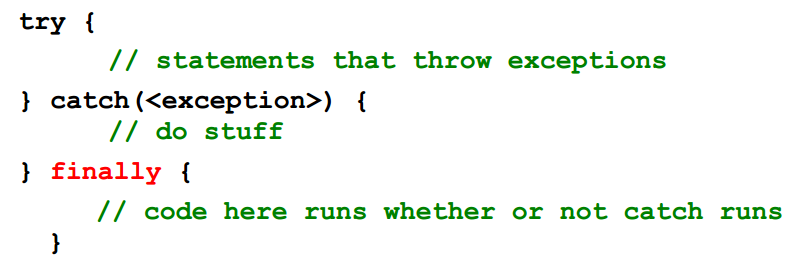 try {
// statements that throw exceptions
} catch(<exception>) {
// do stuff
} finally {
// code here runs whether or not catch runs
}